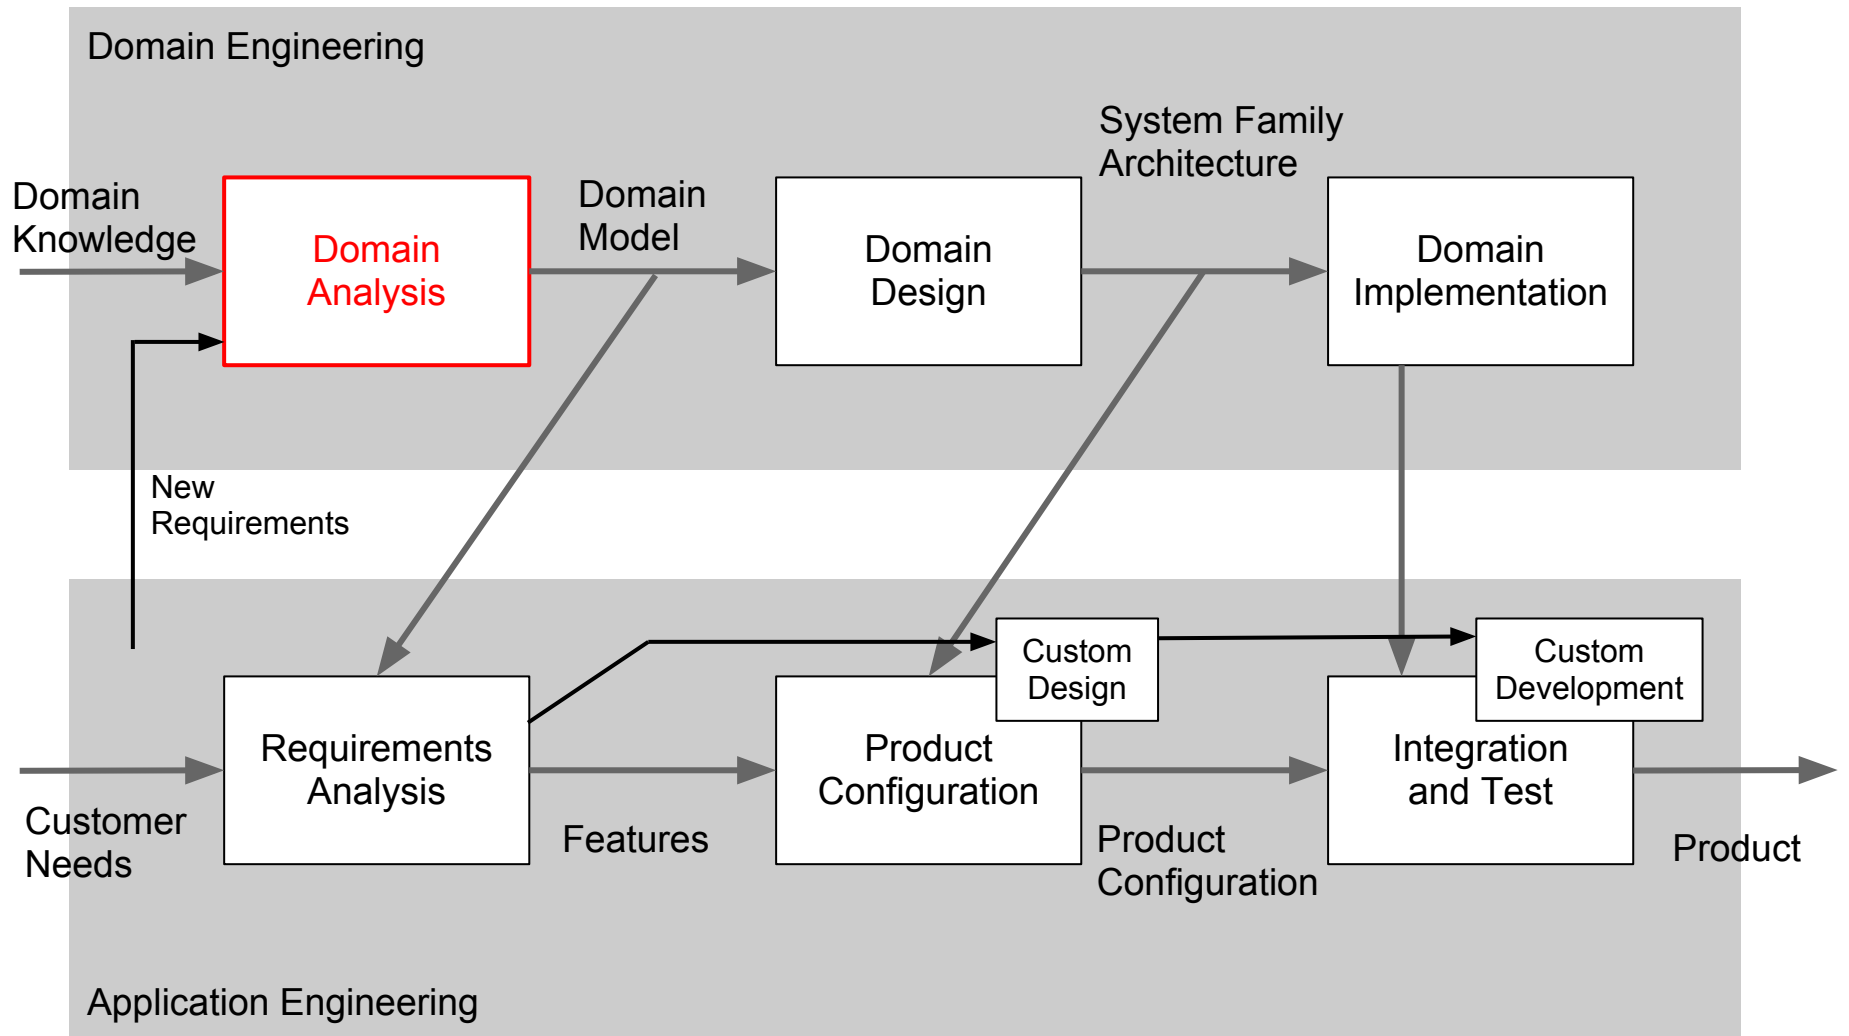 Domain Engineering
System Family
Architecture
Domain
Knowledge
Domain
Analysis
Domain
Model
Domain
Design
Domain
Implementation
New
Requirements
Custom
Design
Custom
Development
Requirements
Analysis
Product
Configuration
Integration
and Test
Customer
Needs
Features
Product
Configuration
Product
Application Engineering